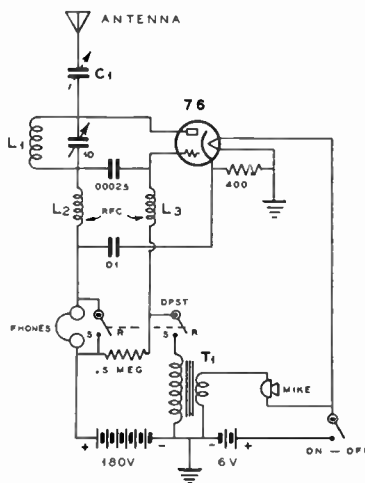 ANTENNA
C1
76
L1
10
00025
400
L2
RFC
L3
01
DPST
PHONES
S
R
S
R
.5 MEG
T1
MIKE
+
180V
-
-
6V
+
ON - OFF